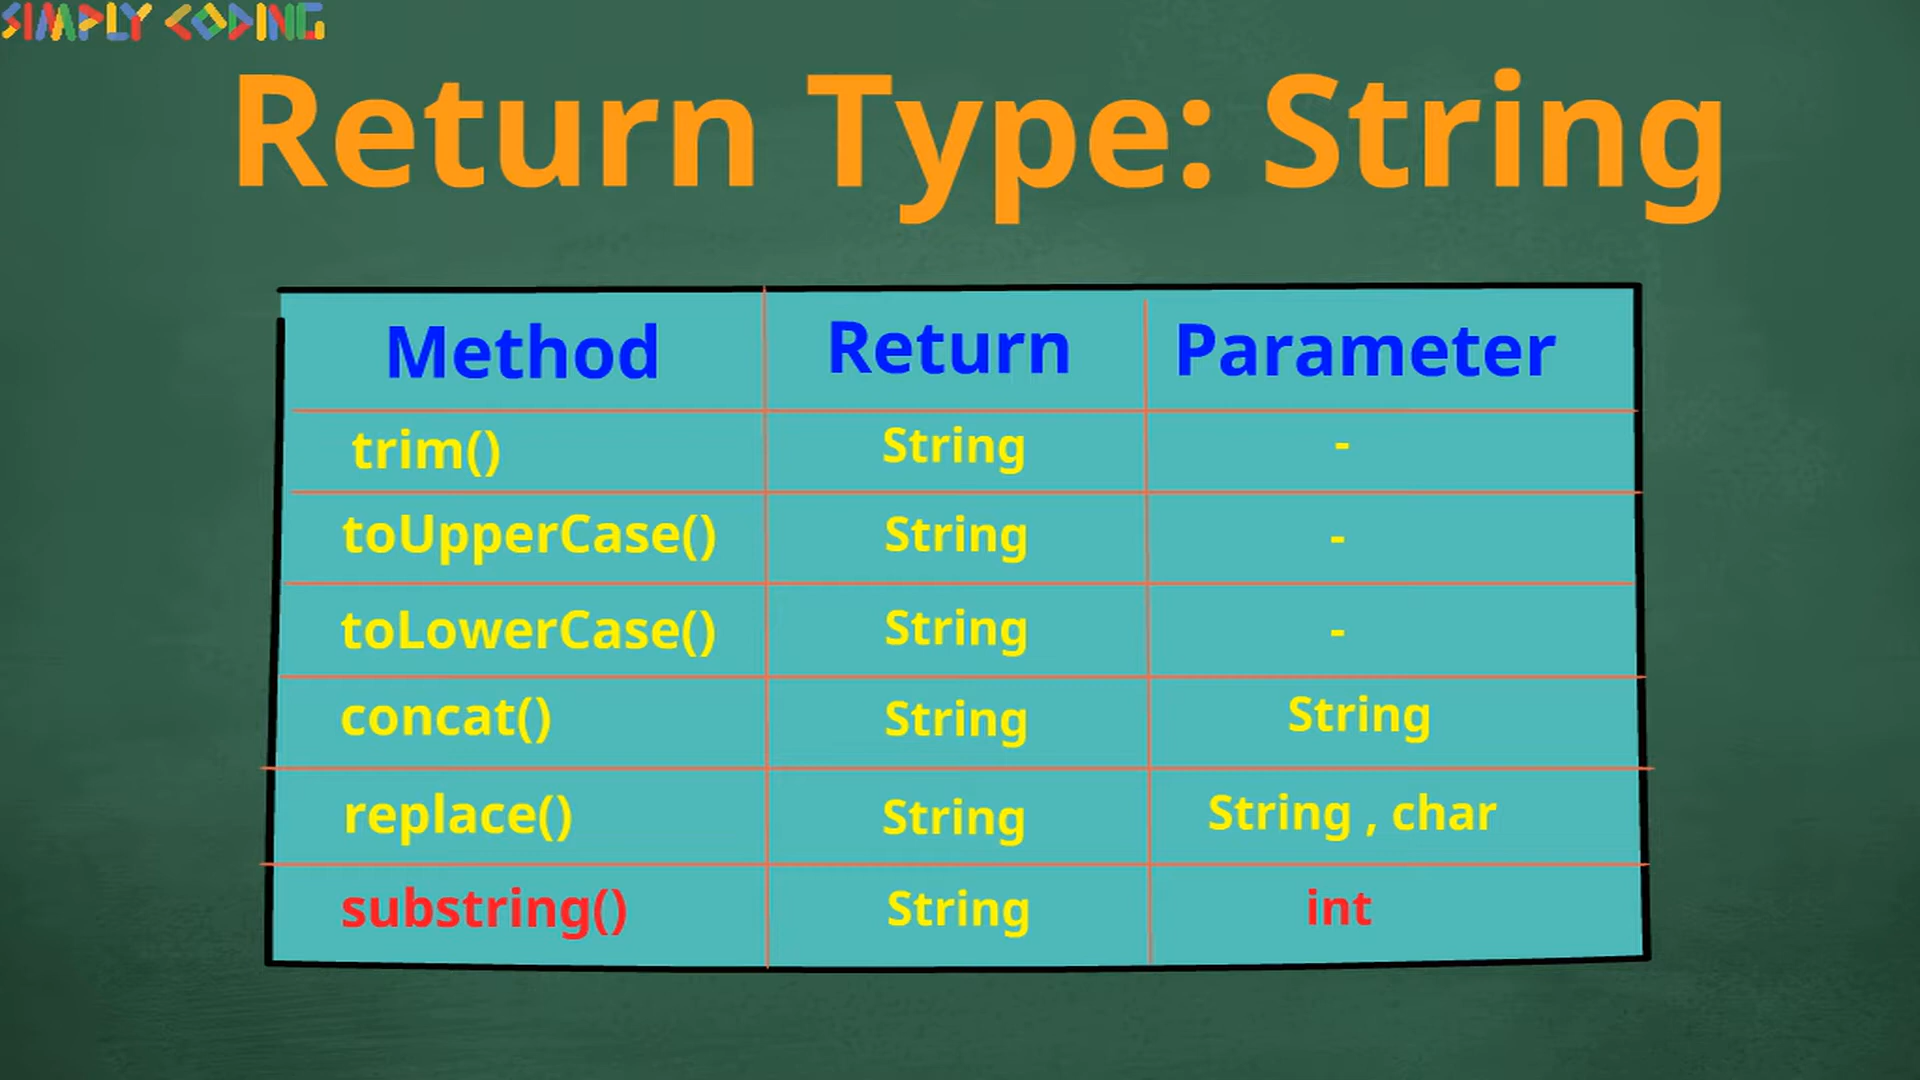 SIMPLY CODING
Return Type: String
Method Return Parameter
trim() String -
toUpperCase() String -
toLowerCase() String -
concat() String String
replace() String String , char
substring() String int